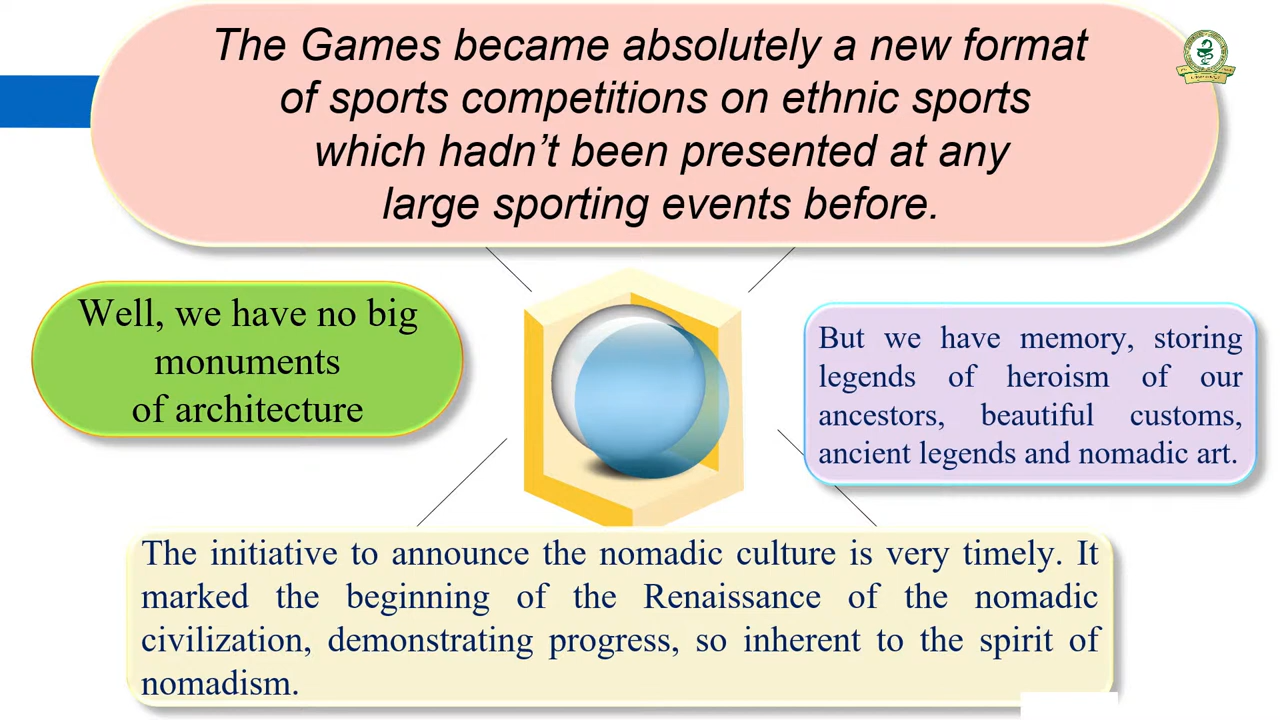 The Games became absolutely a new format
of sports competitions on ethnic sports
which hadn’t been presented at any
large sporting events before.
Well, we have no big
monuments
of architecture
But we have memory, storing
legends of heroism of our
ancestors, beautiful customs,
ancient legends and nomadic art.
The initiative to announce the nomadic culture is very timely. It
marked the beginning of the Renaissance of the nomadic
civilization, demonstrating progress, so inherent to the spirit of
nomadism.